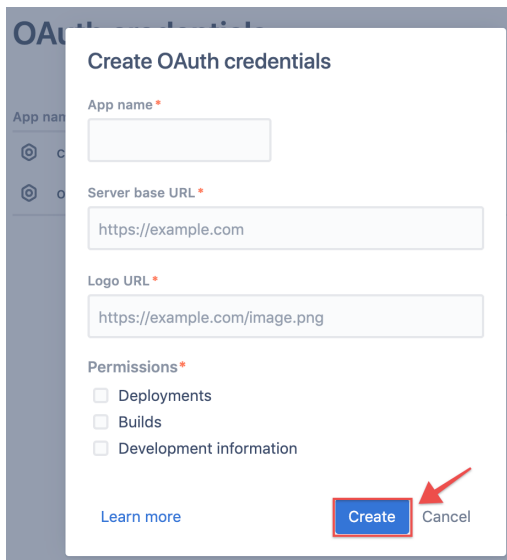 OAuth credentials
Create OAuth credentials
App name*
App nam
c
o
Server base URL*
https://example.com
Logo URL*
https://example.com/image.png
Permissions*
Deployments
Builds
Development information
Learn more
Create
Cancel